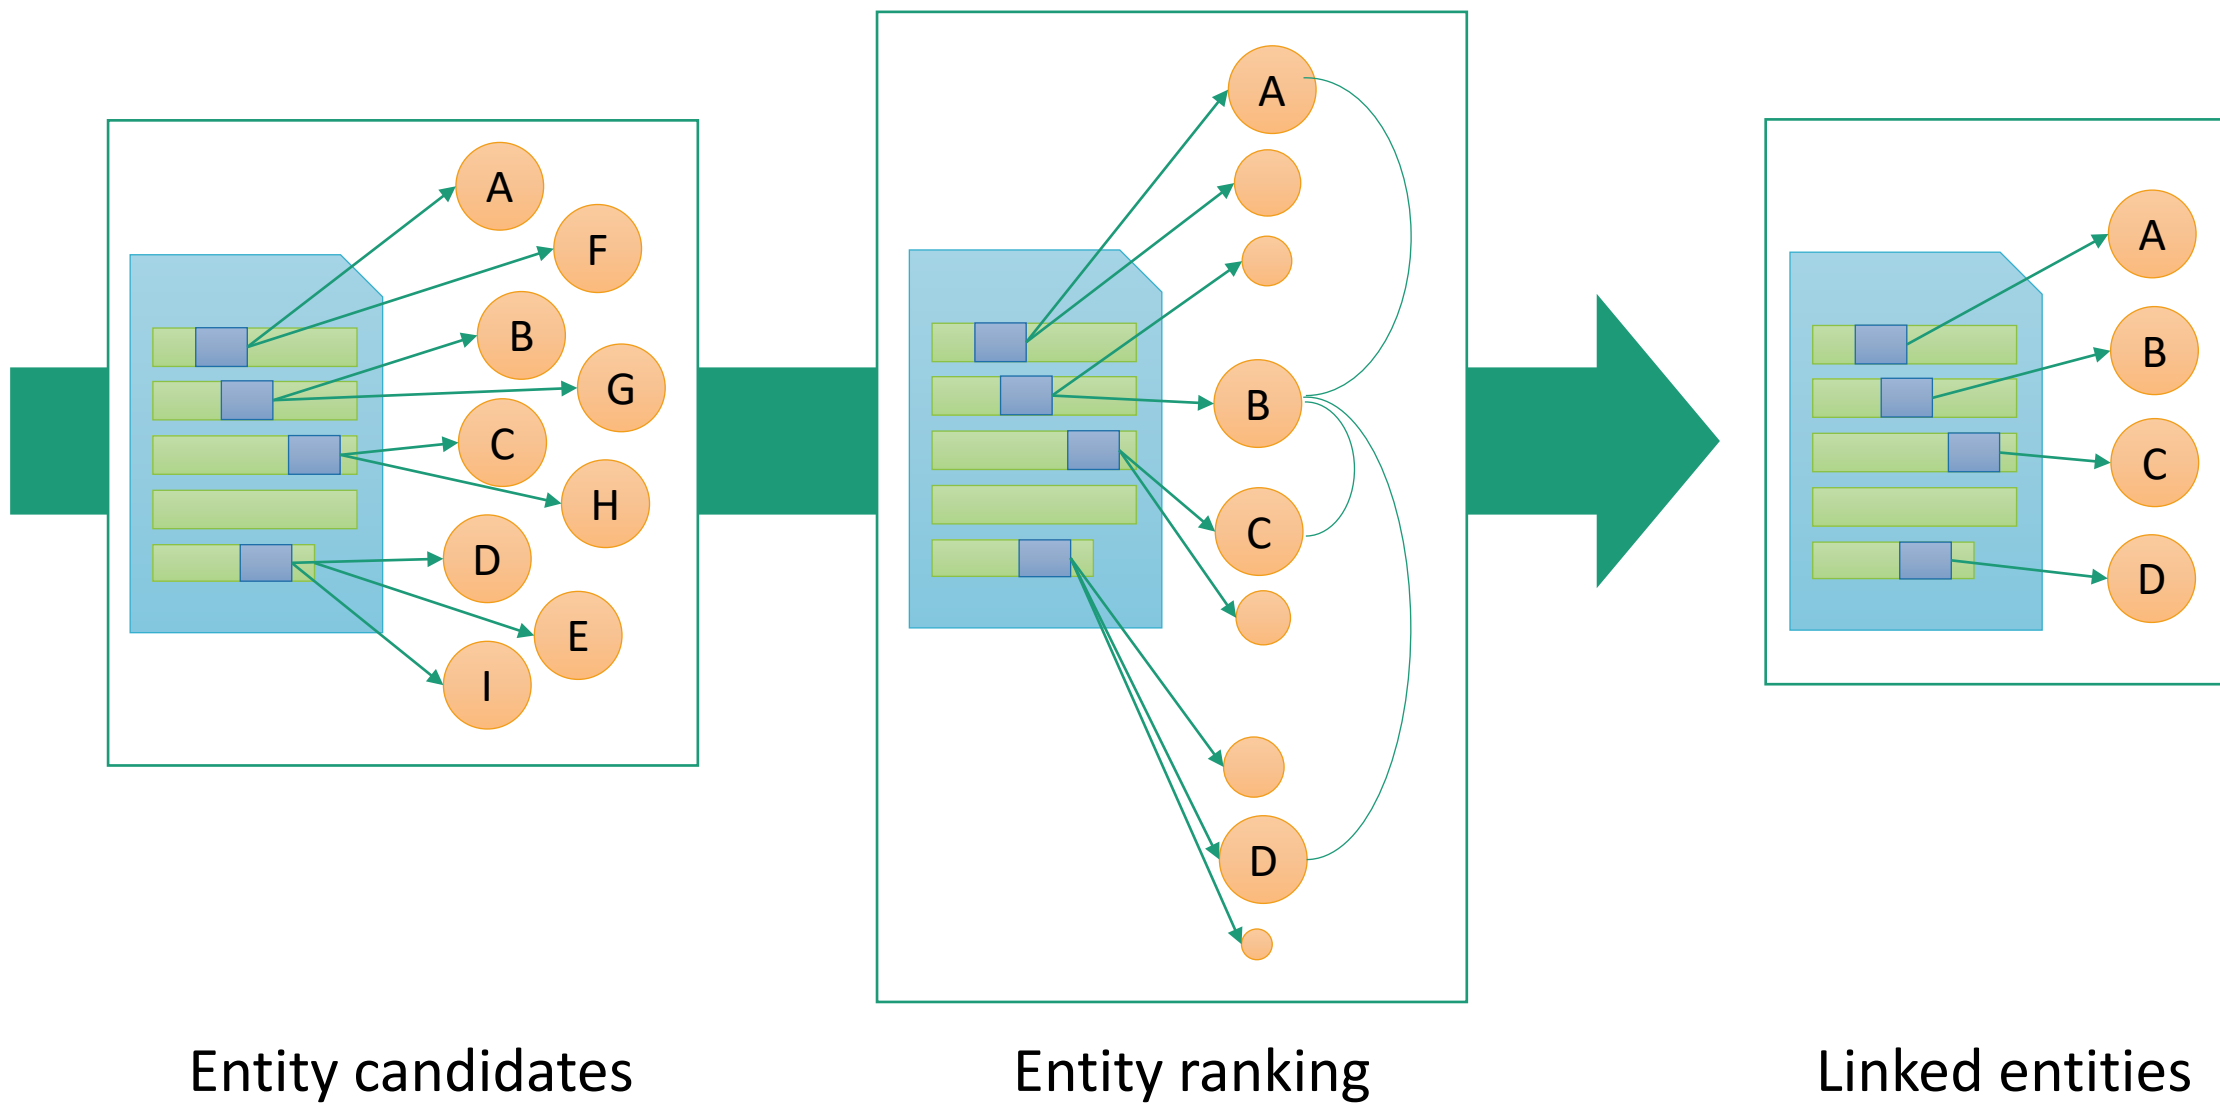 A
F
B
G
C
H
D
E
I
Entity candidates
A
B
C
D
Entity ranking
A
B
C
D
Linked entities